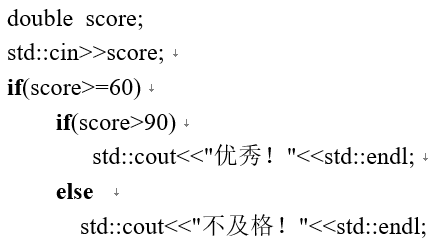 double  score;
std::cin>>score; ↓
if(score>=60) ↓
if(score>90) ↓
std::cout<<"优秀！"<<std::endl; ↓
else ↓
std::cout<<"不及格！"<<std::endl;